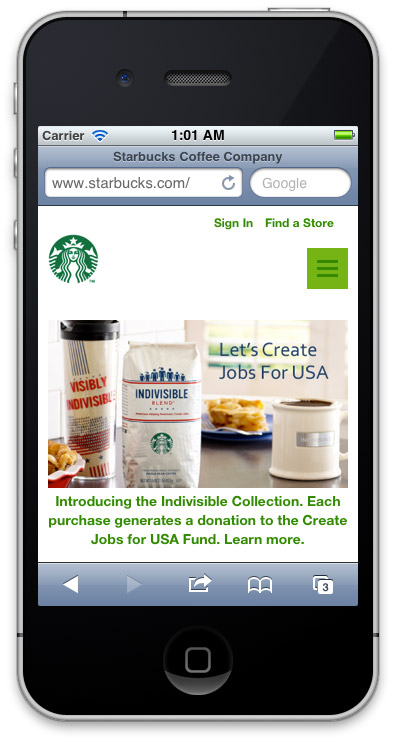 Carrier 1:01 AM
Starbucks Coffee Company
www.starbucks.com/ Google
Sign In Find a Store
TM
Let's Create
Jobs For USA
VISIBLY
INDIVISIBLE
INDIVISIBLE
BLEND
INDIVISIBLE
Introducing the Indivisible Collection. Each
purchase generates a donation to the Create
Jobs for USA Fund. Learn more.
3